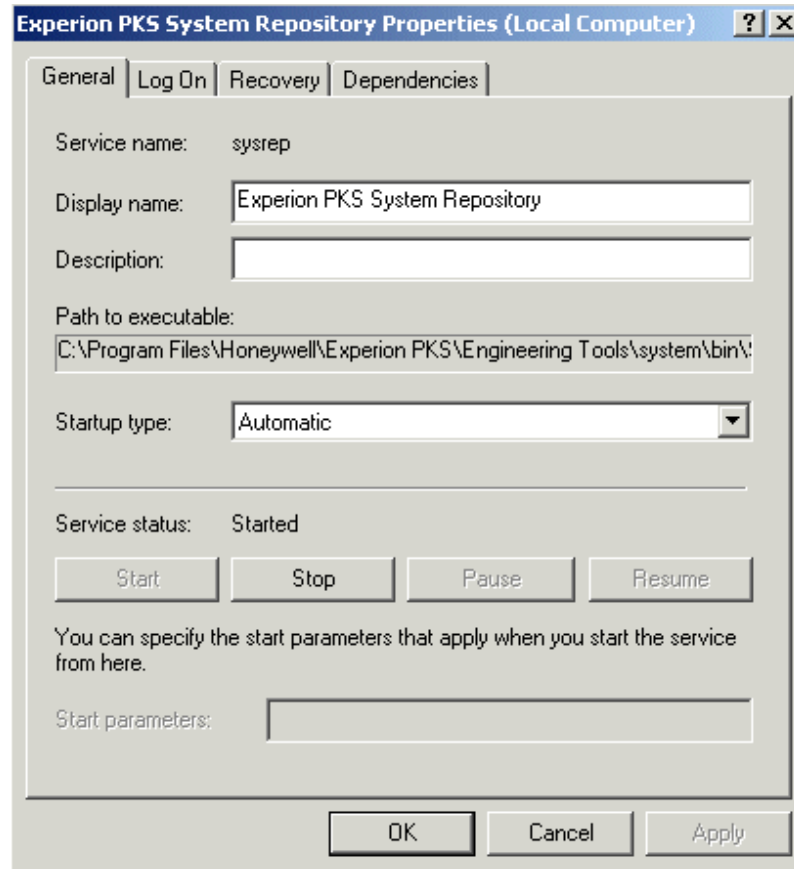 Experion PKS System Repository Properties (Local Computer) ? X
General Log On Recovery Dependencies
Service name: sysrep
Display name: Experion PKS System Repository
Description:
Path to executable:
C:\Program Files\Honeywell\Experion PKS\Engineering Tools\system\bin\
Startup type: Automatic
Service status: Started
Start Stop Pause Resume
You can specify the start parameters that apply when you start the service
from here.
Start parameters:
OK Cancel Apply